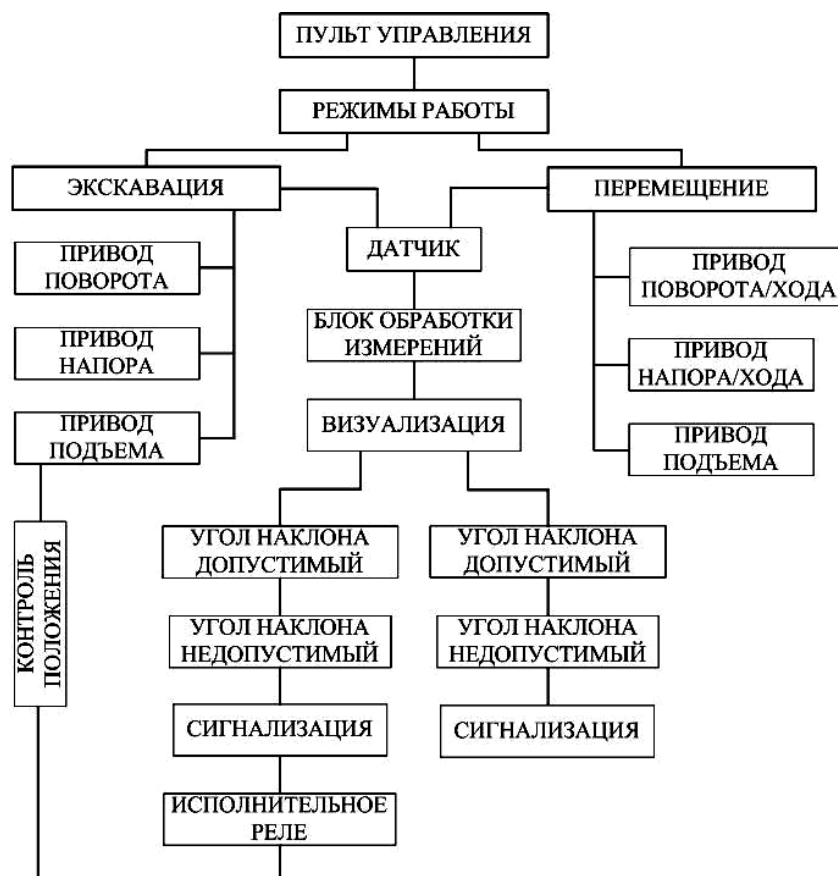 ПУЛЬТ УПРАВЛЕНИЯ
РЕЖИМЫ РАБОТЫ
ЭКСКАВАЦИЯ
ПЕРЕМЕЩЕНИЕ
ДАТЧИК
ПРИВОД
ПОВОРОТА
ПРИВОД
ПОВОРОТА/ХОДА
БЛОК ОБРАБОТКИ
ИЗМЕРЕНИЙ
ПРИВОД
НАПОРА
ПРИВОД
НАПОРА/ХОДА
ВИЗУАЛИЗАЦИЯ
ПРИВОД
ПОДЪЕМА
ПРИВОД
ПОДЪЕМА
КОНТРОЛЬ
ПОЛОЖЕНИЯ
УГОЛ НАКЛОНА
ДОПУСТИМЫЙ
УГОЛ НАКЛОНА
ДОПУСТИМЫЙ
УГОЛ НАКЛОНА
НЕДОПУСТИМЫЙ
УГОЛ НАКЛОНА
НЕДОПУСТИМЫЙ
СИГНАЛИЗАЦИЯ
СИГНАЛИЗАЦИЯ
ИСПОЛНИТЕЛЬНОЕ
РЕЛЕ